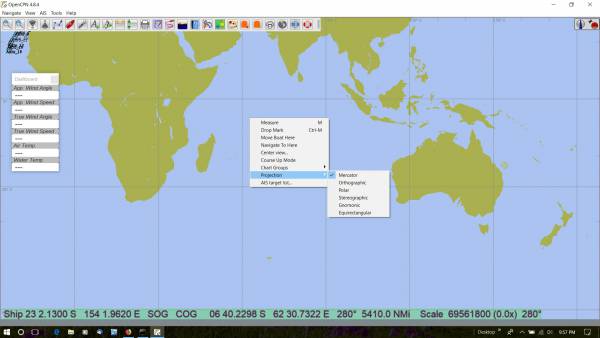 OpenCPN 4.8.4
Navigate View AIS Tools Help
Dashboard
App. Wind Angle
----
App. Wind Speed
----
True Wind Angle
----
True Wind Speed
----
Air Temp
----
Water Temp
----
Measure M
Drop Mark Ctrl-M
Move Boat Here
Navigate To Here
Center view...
Course Up Mode
Chart Groups
Projection
AIS target list...
Mercator
Orthographic
Polar
Stereographic
Gnomonic
Equirectangular
Ship 23 2.1300 S 154 1.9620 E SOG COG 06 40.2298 S 62 30.7322 E 280° 5410.0 NMi Scale 69561800 (0.0x) 280°
Desktop
9:57 PM